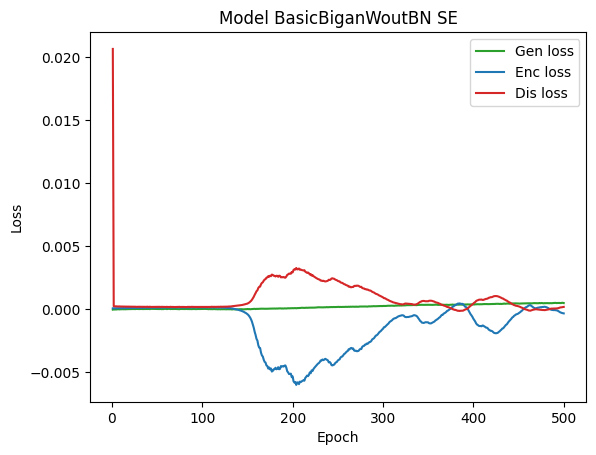 Model BasicBiganWoutBN SE
Gen loss
Enc loss
Dis loss
Loss
0.020
0.015
0.010
0.005
0.000
−0.005
0
100
200
300
400
500
Epoch